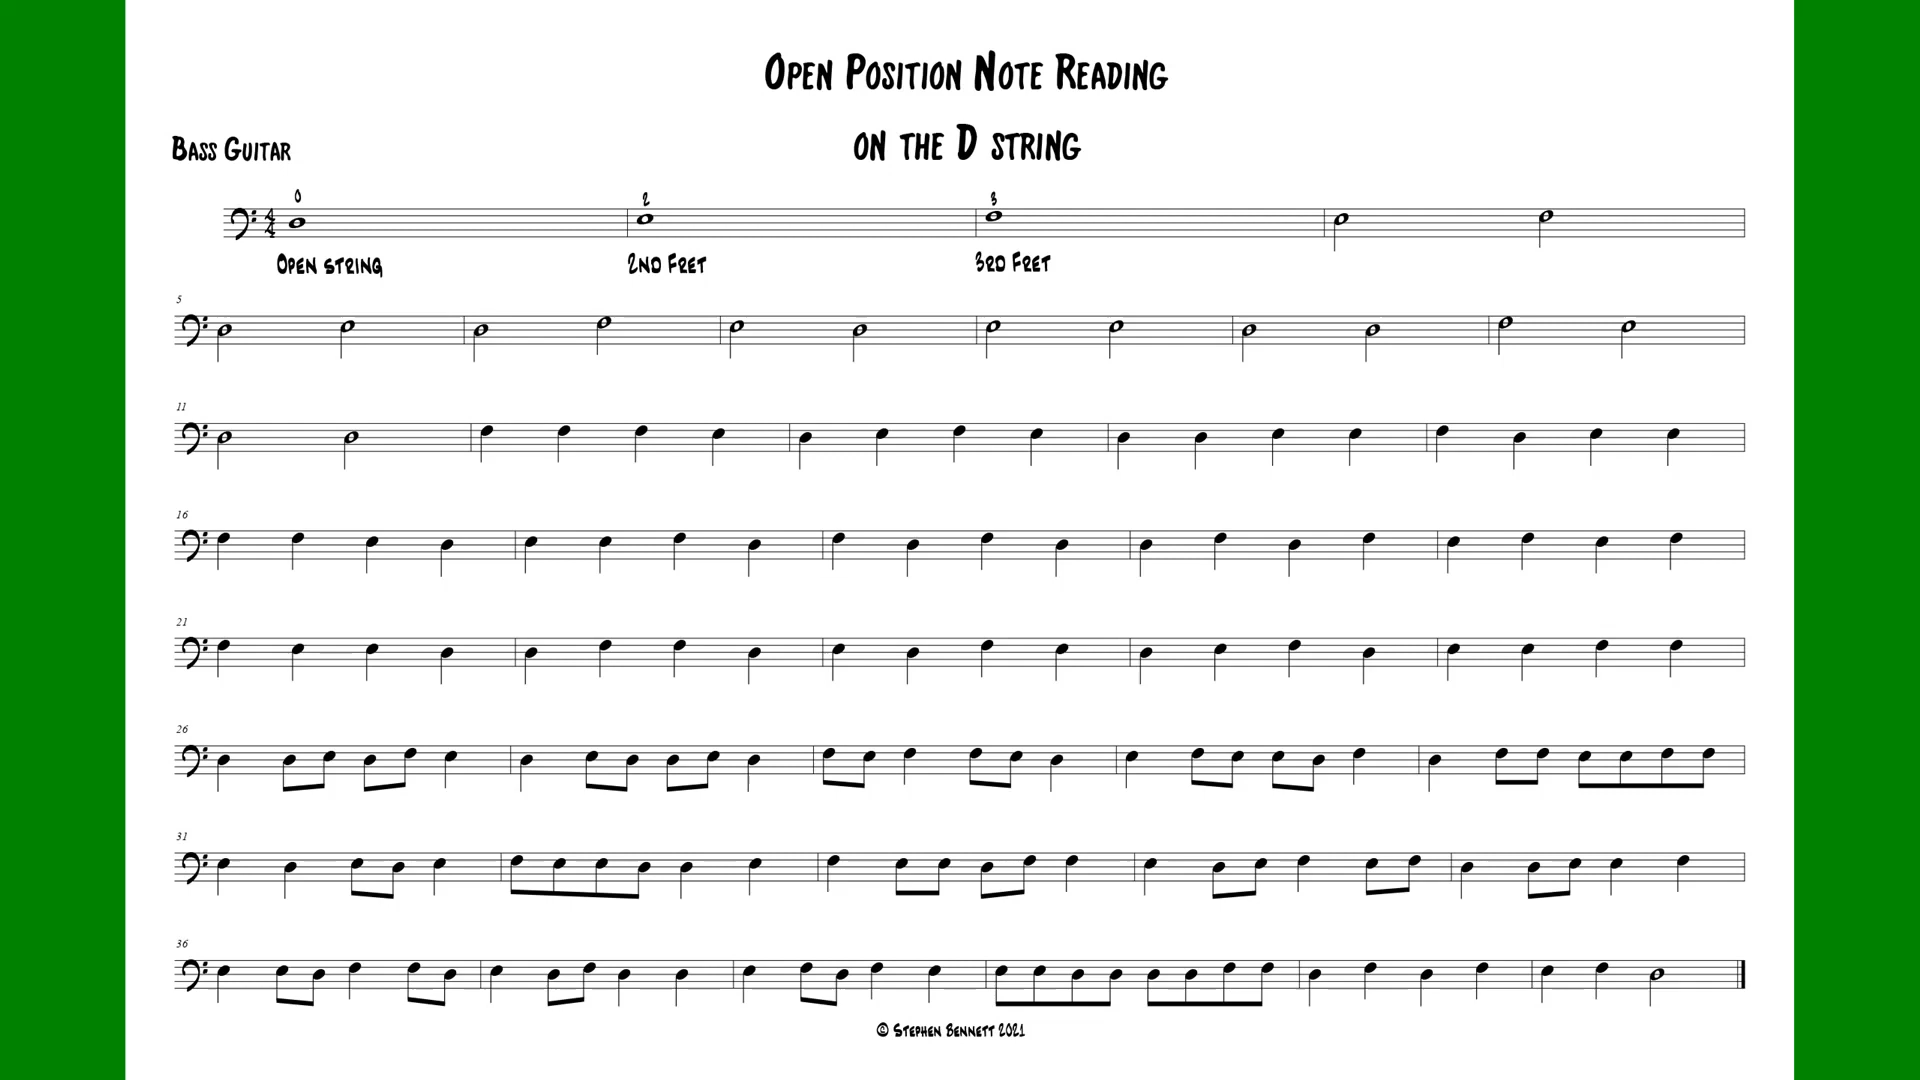 Open Position Note Reading
on the D string
Bass Guitar
0 2 3
4
4
Open string 2nd Fret 3rd Fret
5
11
16
21
26
31
36
© Stephen Bennett 2021